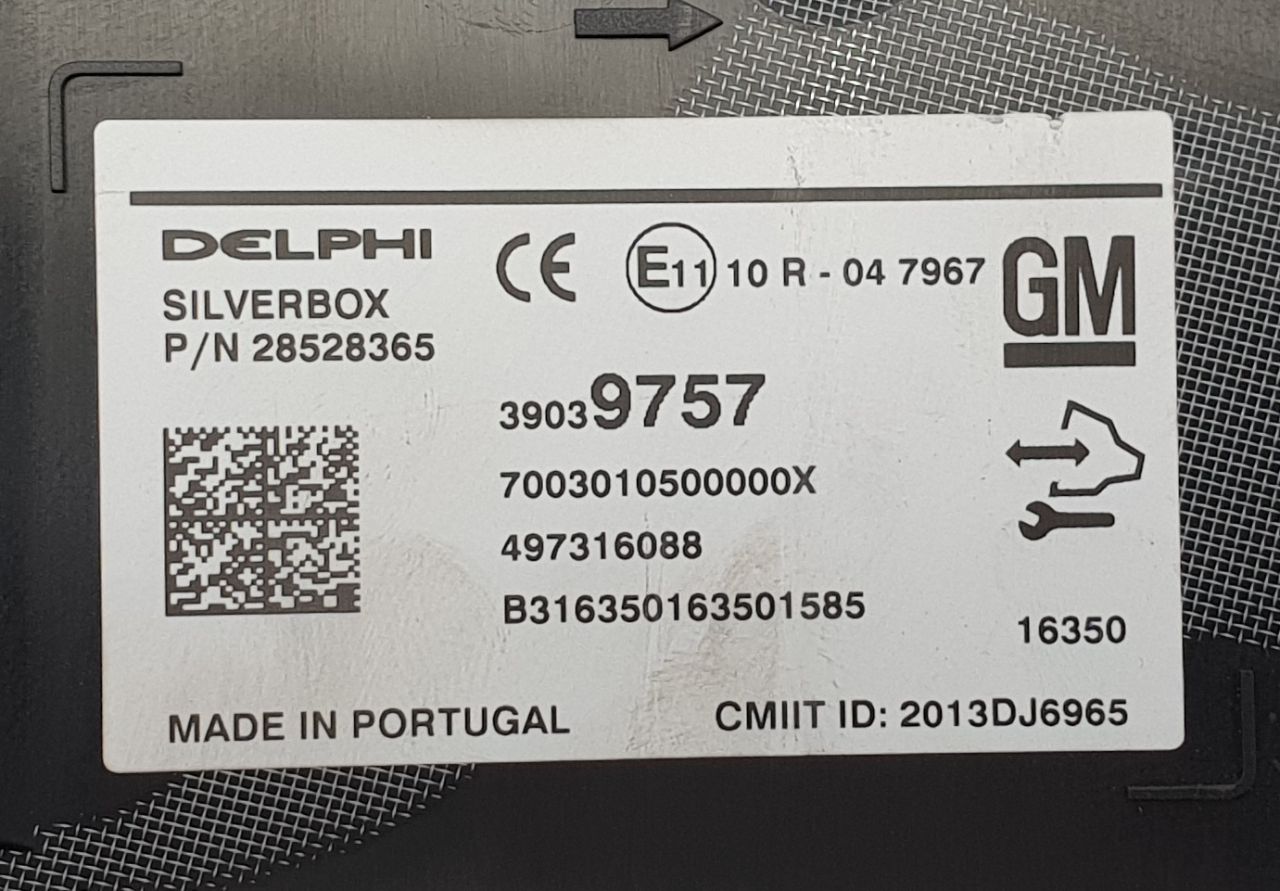 DELPHI
SILVERBOX
P/N 28528365
CE E11 10 R - 04 7967
GM
39039757
7003010500000X
497316088
B316350163501585
16350
MADE IN PORTUGAL
CMIIT ID: 2013DJ6965